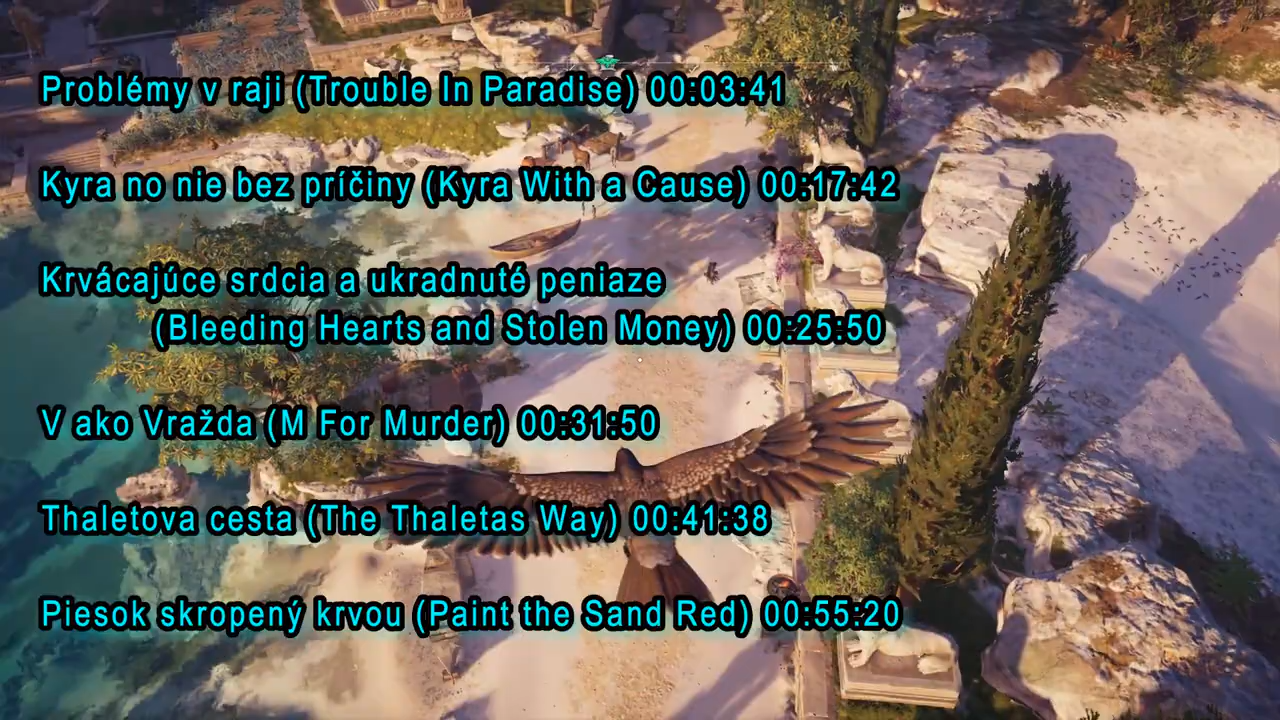 Problémy v raji (Trouble In Paradise) 00:03:41
Kyra no nie bez príčiny (Kyra With a Cause) 00:17:42
Krvácajúce srdcia a ukradnuté peniaze
(Bleeding Hearts and Stolen Money) 00:25:50
V ako Vražda (M For Murder) 00:31:50
Thaletova cesta (The Thaletas Way) 00:41:38
Piesok skropený krvou (Paint the Sand Red) 00:55:20